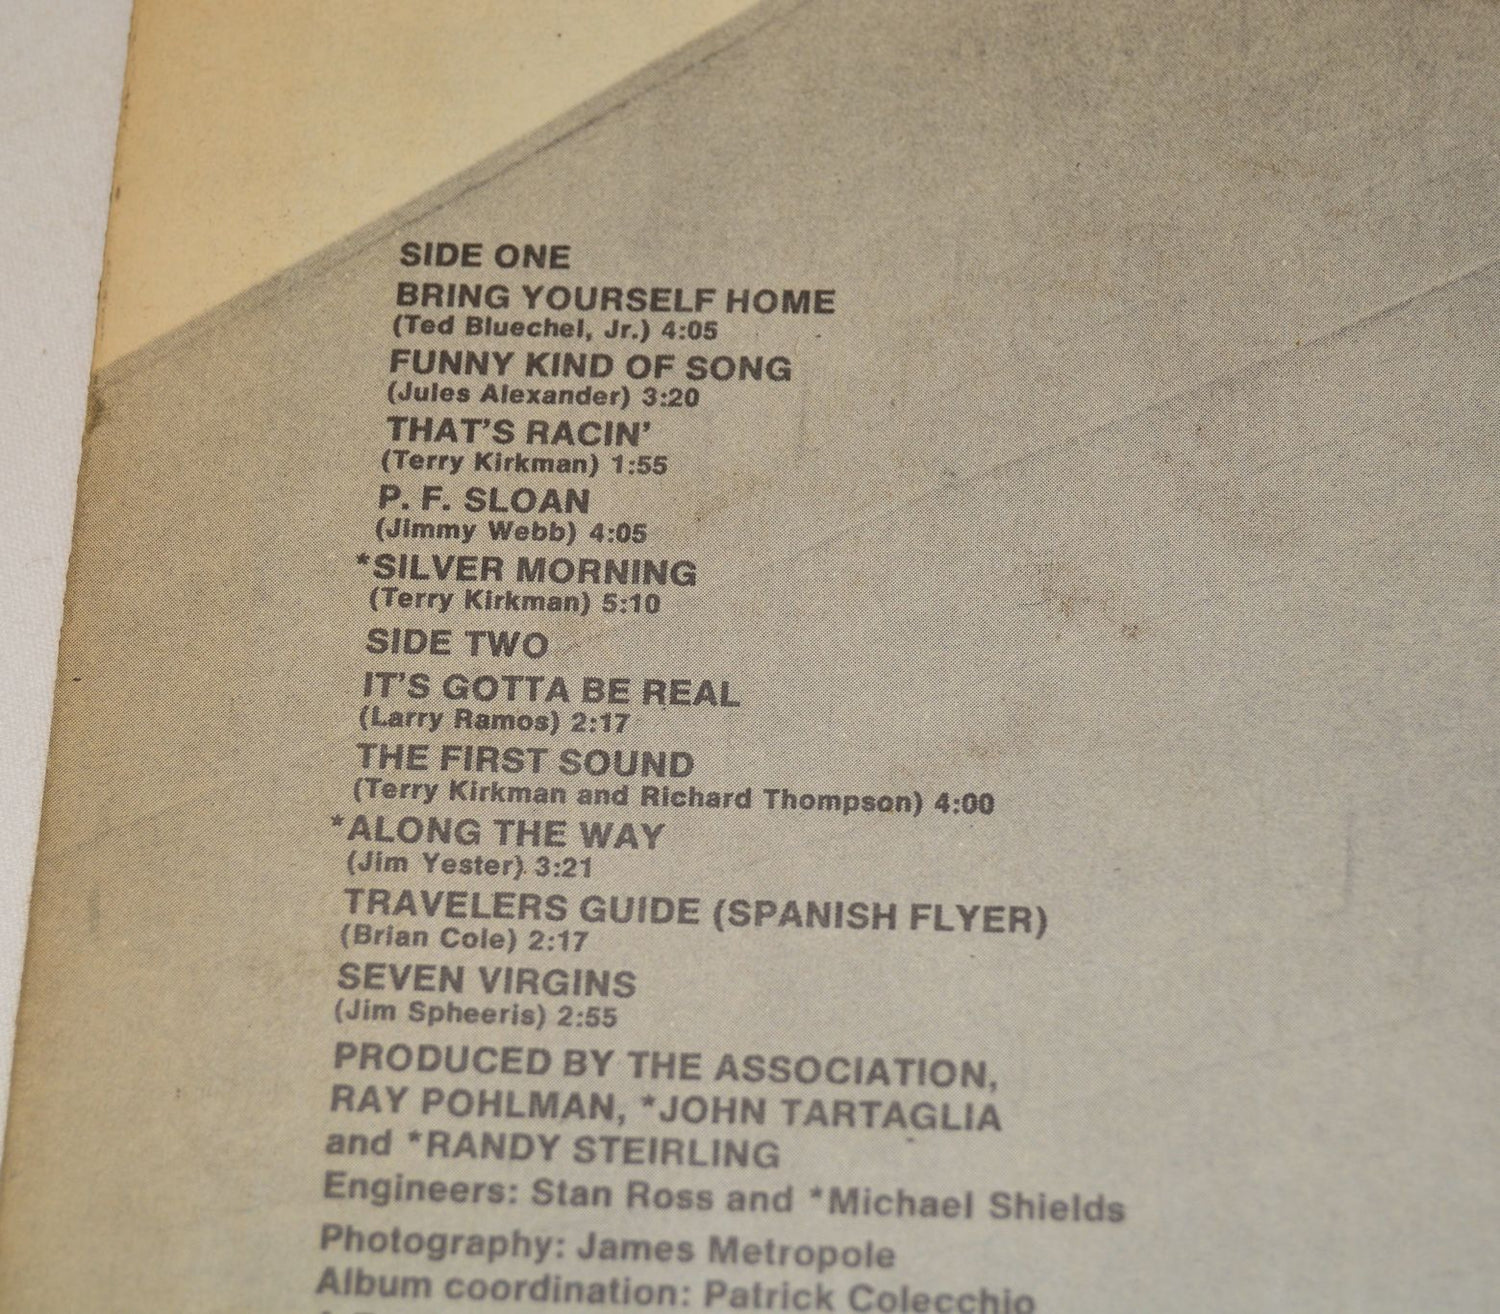 SIDE ONE
BRING YOURSELF HOME
(Ted Bluechel, Jr.) 4:05
FUNNY KIND OF SONG
(Jules Alexander) 3:20
THAT'S RACIN'
(Terry Kirkman) 1:55
P. F. SLOAN
(Jimmy Webb) 4:05
*SILVER MORNING
(Terry Kirkman) 5:10
SIDE TWO
IT'S GOTTA BE REAL
(Larry Ramos) 2:17
THE FIRST SOUND
(Terry Kirkman and Richard Thompson) 4:00
*ALONG THE WAY
(Jim Yester) 3:21
TRAVELERS GUIDE (SPANISH FLYER)
(Brian Cole) 2:17
SEVEN VIRGINS
(Jim Spheeris) 2:55
PRODUCED BY THE ASSOCIATION,
RAY POHLMAN, *JOHN TARTAGLIA
and *RANDY STEIRLING
Engineers: Stan Ross and *Michael Shields
Photography: James Metropole
Album coordination: Patrick Colecchio